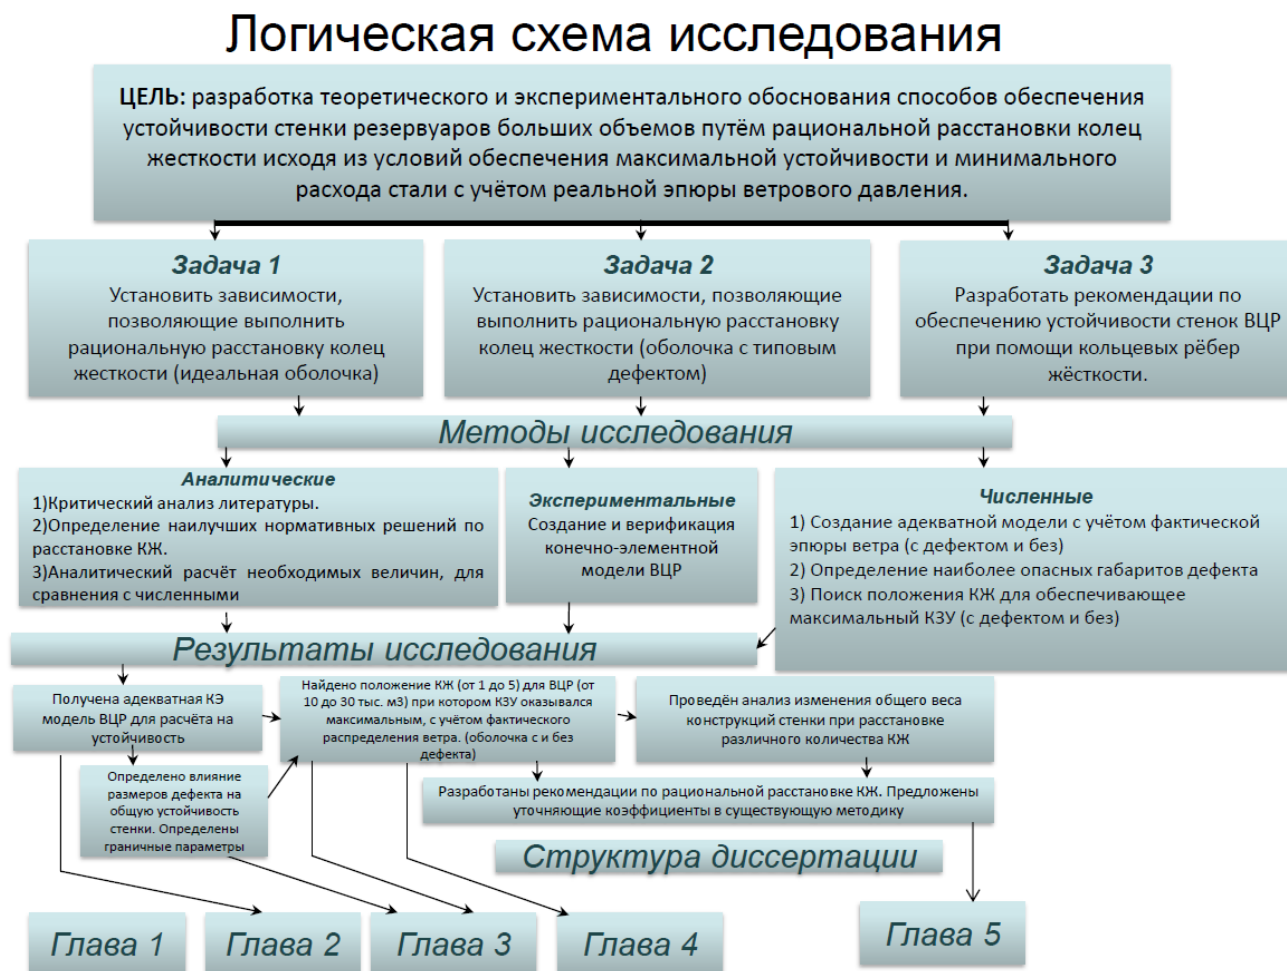 Логическая схема исследования
ЦЕЛЬ: разработка теоретического и экспериментального обоснования способов обеспечения
устойчивости стенки резервуаров больших объемов путём рациональной расстановки колец
жесткости исходя из условий обеспечения максимальной устойчивости и минимального
расхода стали с учётом реальной эпюры ветрового давления.
Задача 1
Установить зависимости,
позволяющие выполнить
рациональную расстановку колец
жесткости (идеальная оболочка)
Задача 2
Установить зависимости, позволяющие
выполнить рациональную расстановку
колец жесткости (оболочка с типовым
дефектом)
Задача 3
Разработать рекомендации по
обеспечению устойчивости стенок ВЦР
при помощи кольцевых рёбер
жёсткости.
Методы исследования
Аналитические
1)Критический анализ литературы.
2)Определение наилучших нормативных решений по
расстановке КЖ.
3)Аналитический расчёт необходимых величин, для
сравнения с численными
Экспериментальные
Создание и верификация
конечно-элементной
модели ВЦР
Численные
1) Создание адекватной модели с учётом фактической
эпюры ветра (с дефектом и без)
2) Определение наиболее опасных габаритов дефекта
3) Поиск положения КЖ для обеспечивающее
максимальный КЗУ (с дефектом и без)
Результаты исследования
Получена адекватная КЭ
модель ВЦР для расчёта на
устойчивость
Найдено положение КЖ (от 1 до 5) для ВЦР (от
10 до 30 тыс. м3) при котором КЗУ оказывался
максимальным, с учётом фактического
распределения ветра. (оболочка с и без
дефекта)
Проведён анализ изменения общего веса
конструкций стенки при расстановке
различного количества КЖ
Определено влияние
размеров дефекта на
общую устойчивость
стенки. Определены
граничные параметры
Разработаны рекомендации по рациональной расстановке КЖ. Предложены
уточняющие коэффициенты в существующую методику
Структура диссертации
Глава 1
Глава 2
Глава 3
Глава 4
Глава 5